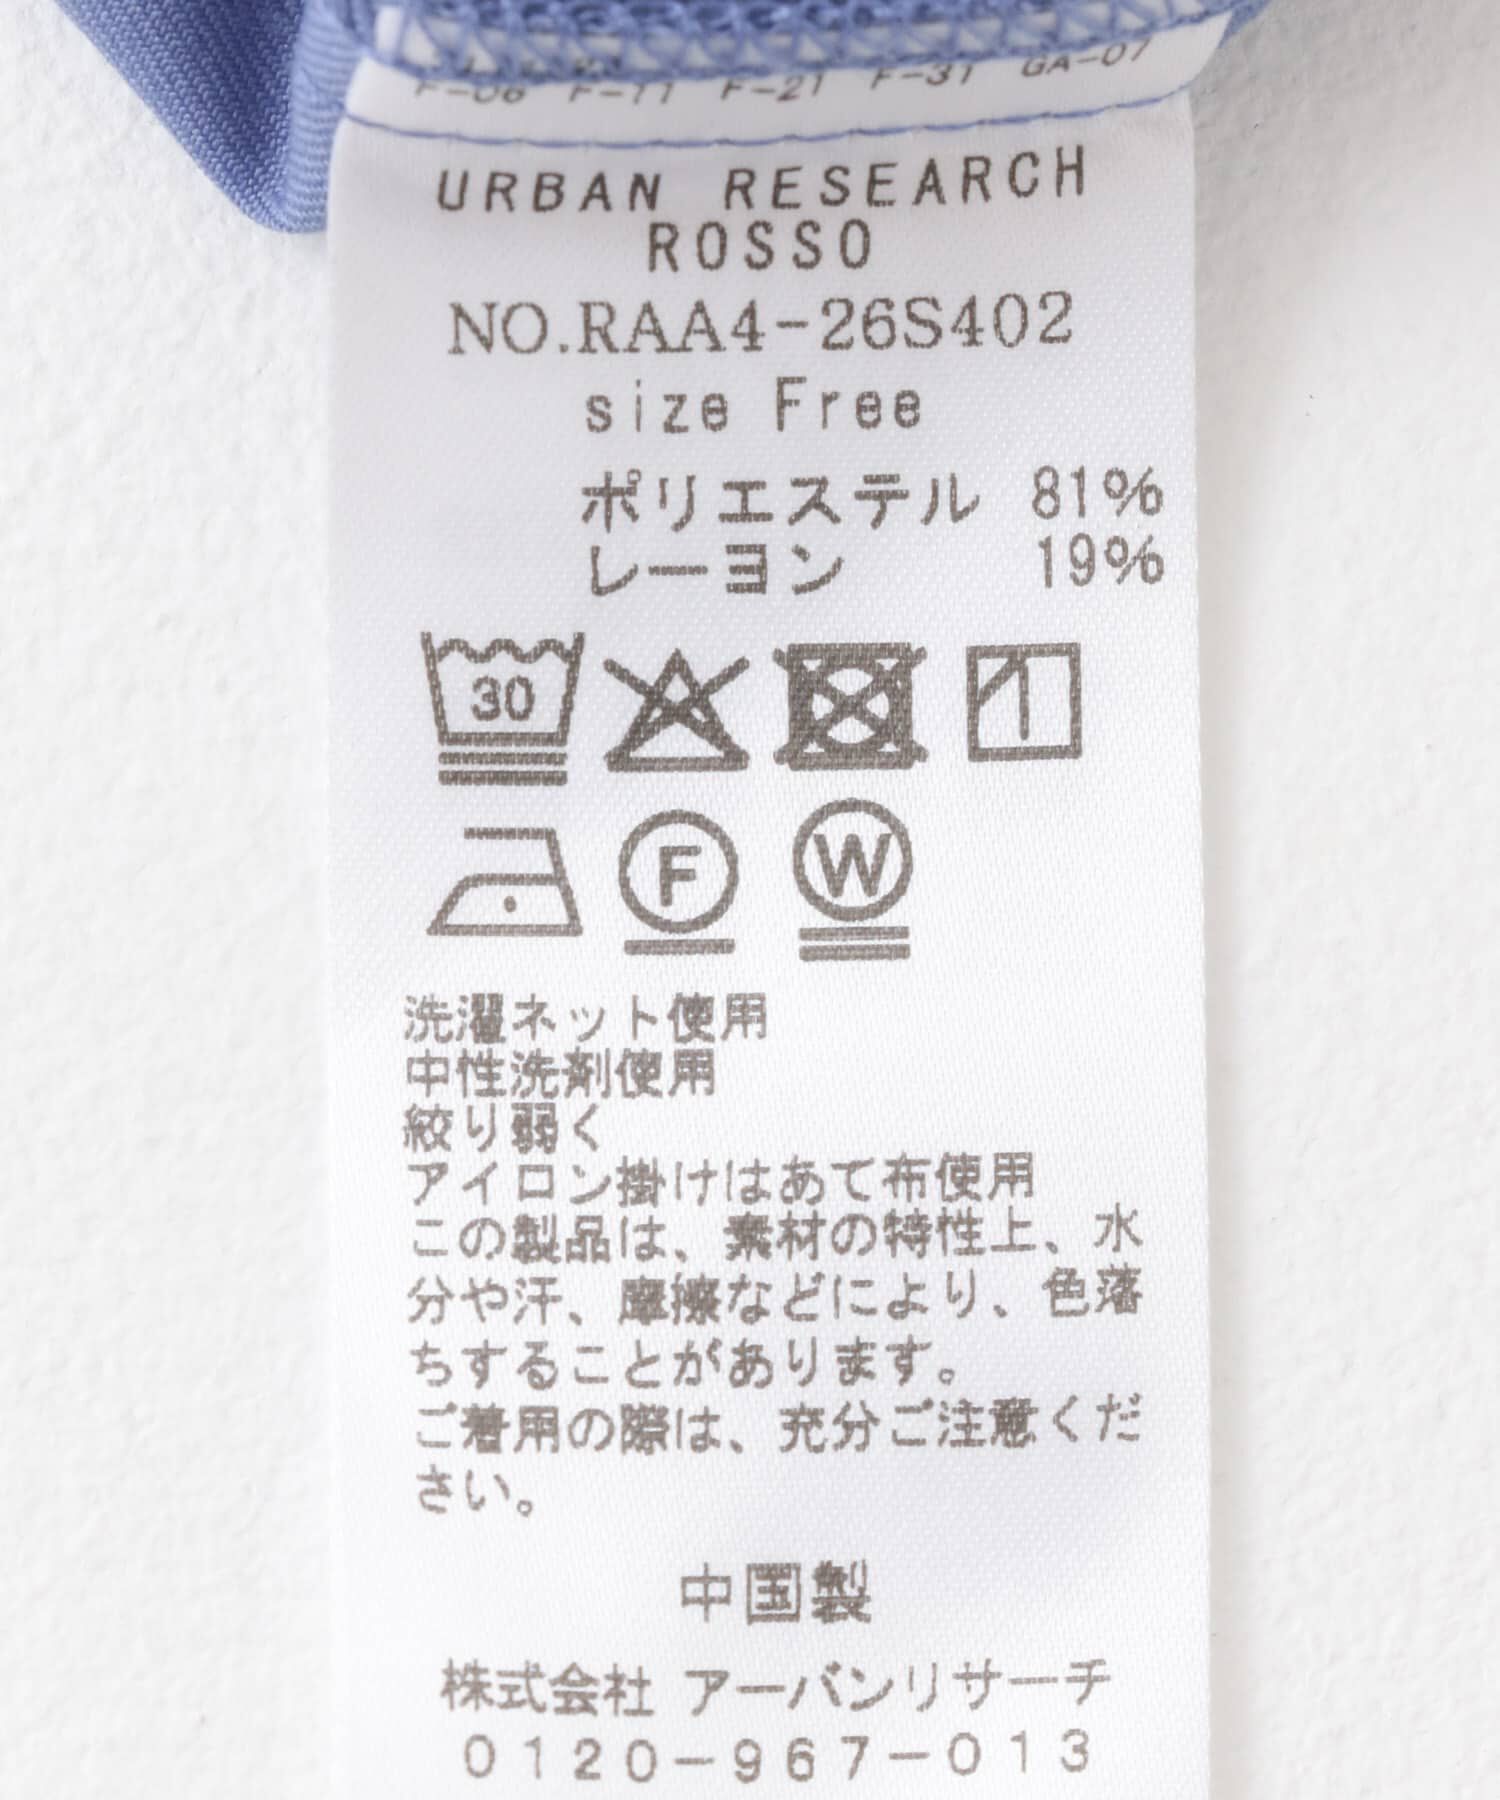 F-06 F-11 F-21 F-31 GA-07
URBAN RESEARCH
ROSSO
NO.RAA4-26S402
size Free
ポリエステル 81%
レーヨン 19%
30
F W
洗濯ネット使用
中性洗剤使用
絞り弱く
アイロン掛けはあて布使用
この製品は、素材の特性上、水
分や汗、摩擦などにより、色落
ちすることがあります。
ご着用の際は、充分ご注意くだ
さい。
中国製
株式会社 アーバンリサーチ
0120-967-013